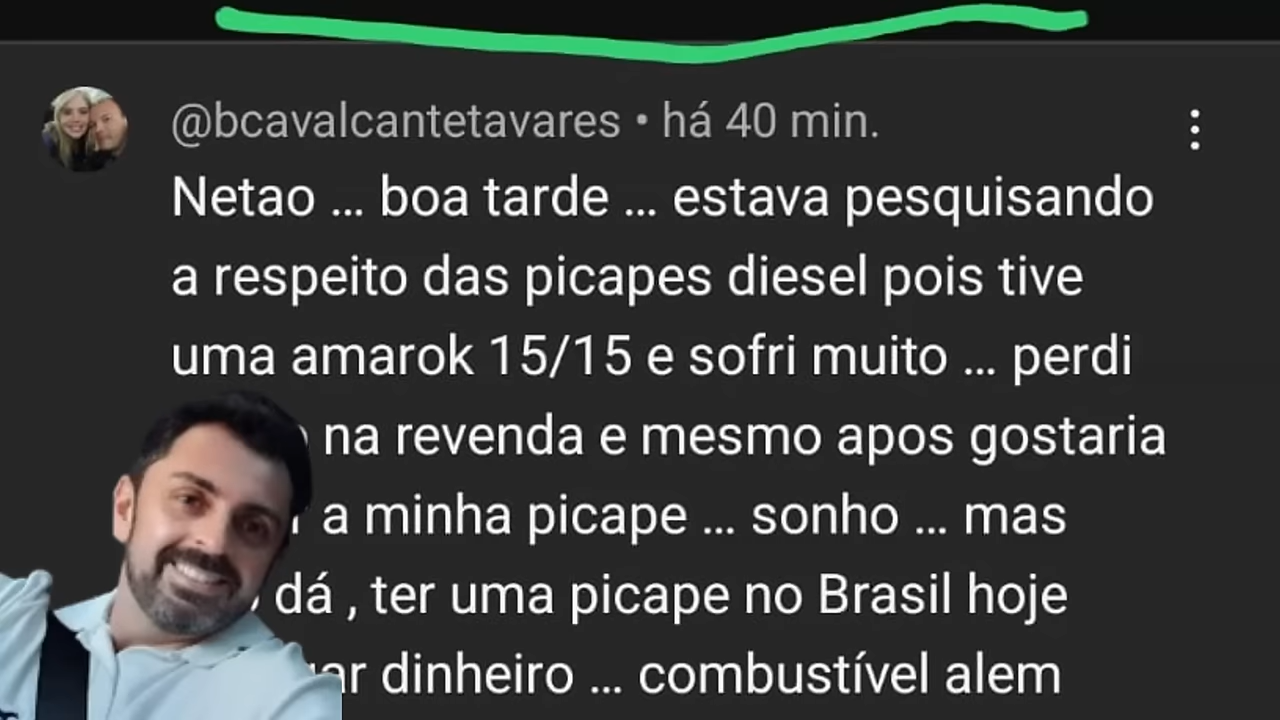 @bcavalcantetavares • há 40 min.
Netao ... boa tarde ... estava pesquisando
a respeito das picapes diesel pois tive
uma amarok 15/15 e sofri muito ... perdi
na revenda e mesmo apos gostaria
a minha picape ... sonho ... mas
dá , ter uma picape no Brasil hoje
dinheiro ... combustível alem